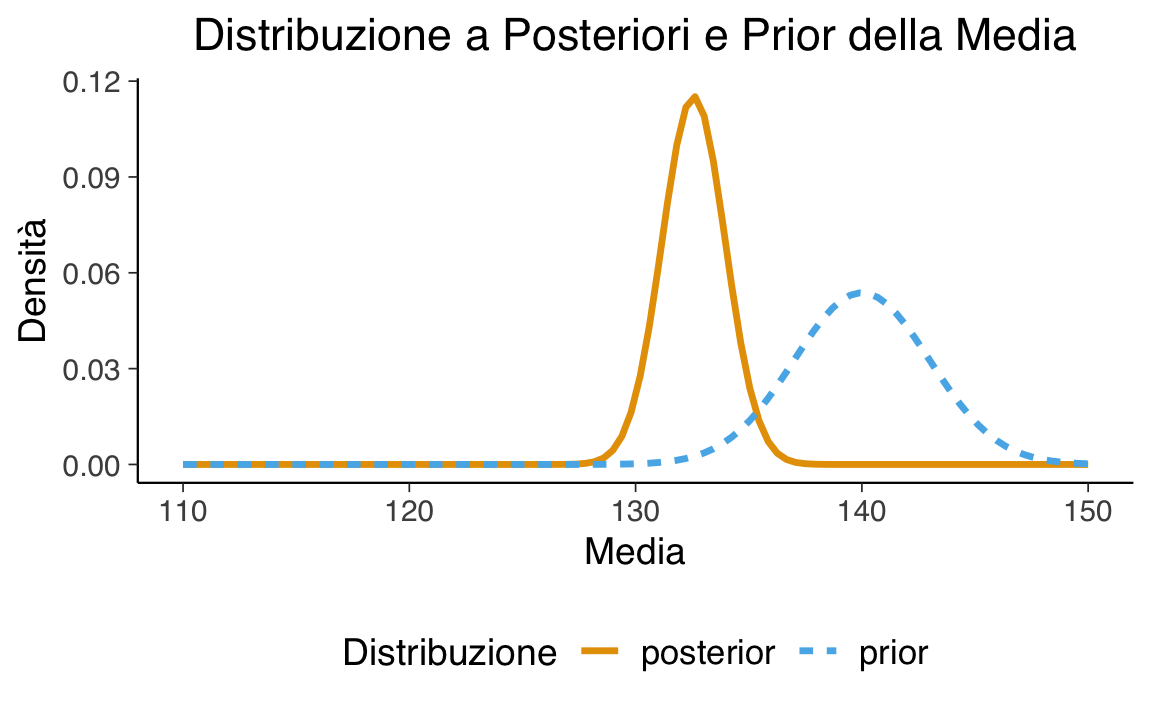 Distribuzione a Posteriori e Prior della Media
0.12
0.09
0.06
0.03
0.00
Densità
110 120 130 140 150
Media
Distribuzione posterior prior